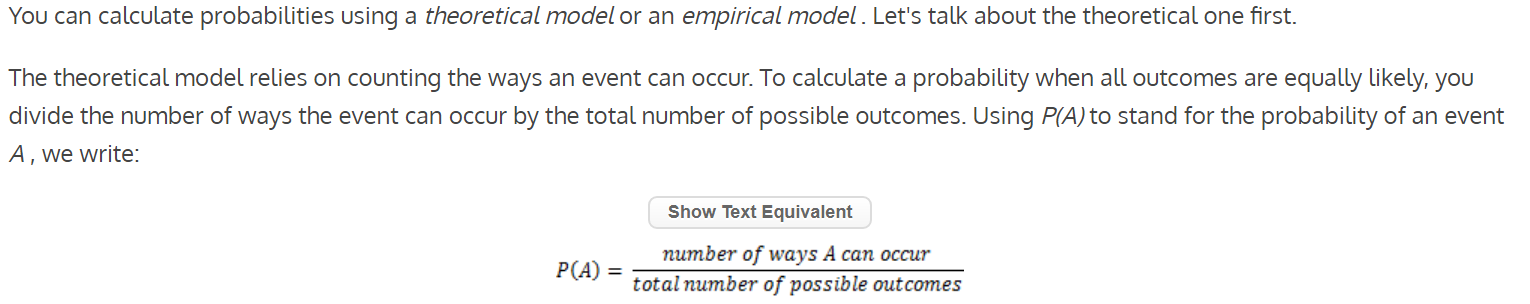 You can calculate probabilities using a theoretical model or an empirical model . Let's talk about the theoretical one first.
The theoretical model relies on counting the ways an event can occur. To calculate a probability when all outcomes are equally likely, you
divide the number of ways the event can occur by the total number of possible outcomes. Using P(A) to stand for the probability of an event
A , we write:
Show Text Equivalent
P(A) = number of ways A can occur
total number of possible outcomes